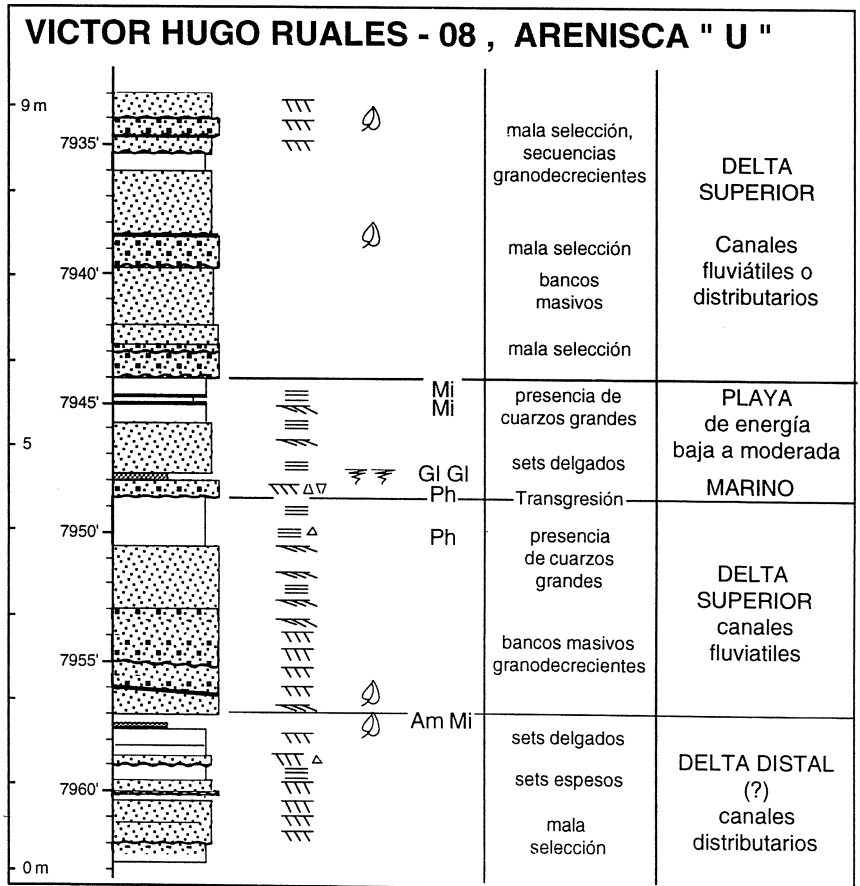 VICTOR HUGO RUALES - 08 , ARENISCA " U "
9 m
7935'
mala selección,
secuencias
granodecrecientes
DELTA
SUPERIOR
7940'
mala selección
bancos
masivos
mala selección
Canales
fluviátiles o
distributarios
7945'
5
Mi
Mi
Gl Gl
Ph
presencia de
cuarzos grandes
sets delgados
Transgresión
PLAYA
de energía
baja a moderada
MARINO
7950'
Ph
presencia
de cuarzos
grandes
7955'
bancos masivos
granodecrecientes
DELTA
SUPERIOR
canales
fluviatiles
Am Mi
7960'
0 m
sets delgados
sets espesos
mala
selección
DELTA DISTAL
(?)
canales
distributarios